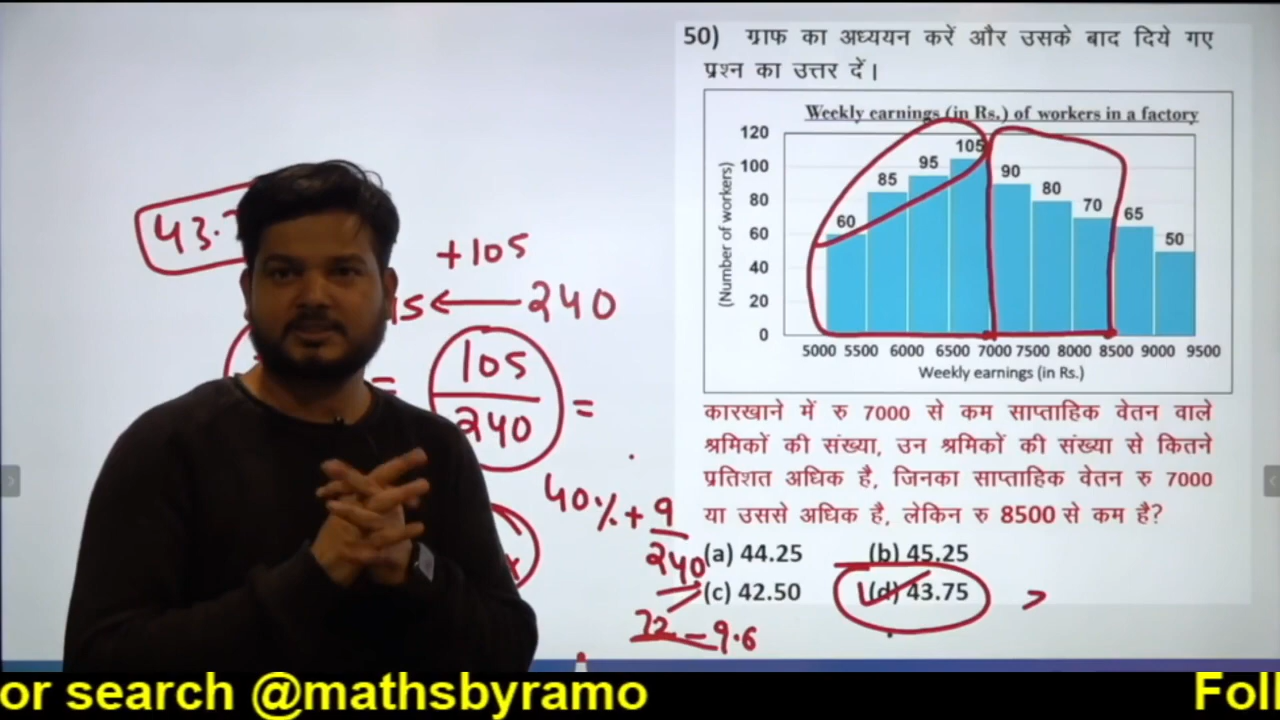 50) ग्राफ का अध्ययन करें और उसके बाद दिये गए
प्रश्न का उत्तर दें।
Weekly earnings (in Rs.) of workers in a factory
(Number of workers)
120
100
80
60
40
20
0
60
85
95
105
90
80
70
65
50
5000 5500 6000 6500 7000 7500 8000 8500 9000 9500
Weekly earnings (in Rs.)
कारखाने में रु 7000 से कम साप्ताहिक वेतन वाले
श्रमिकों की संख्या, उन श्रमिकों की संख्या से कितने
प्रतिशत अधिक है, जिनका साप्ताहिक वेतन रु 7000
या उससे अधिक है, लेकिन रु 8500 से कम है?
(a) 44.25 (b) 45.25
(c) 42.50 (d) 43.75
+105
240
=
105
240
=
40% + 9
240
72 - 9.6
or search @mathsbyramo